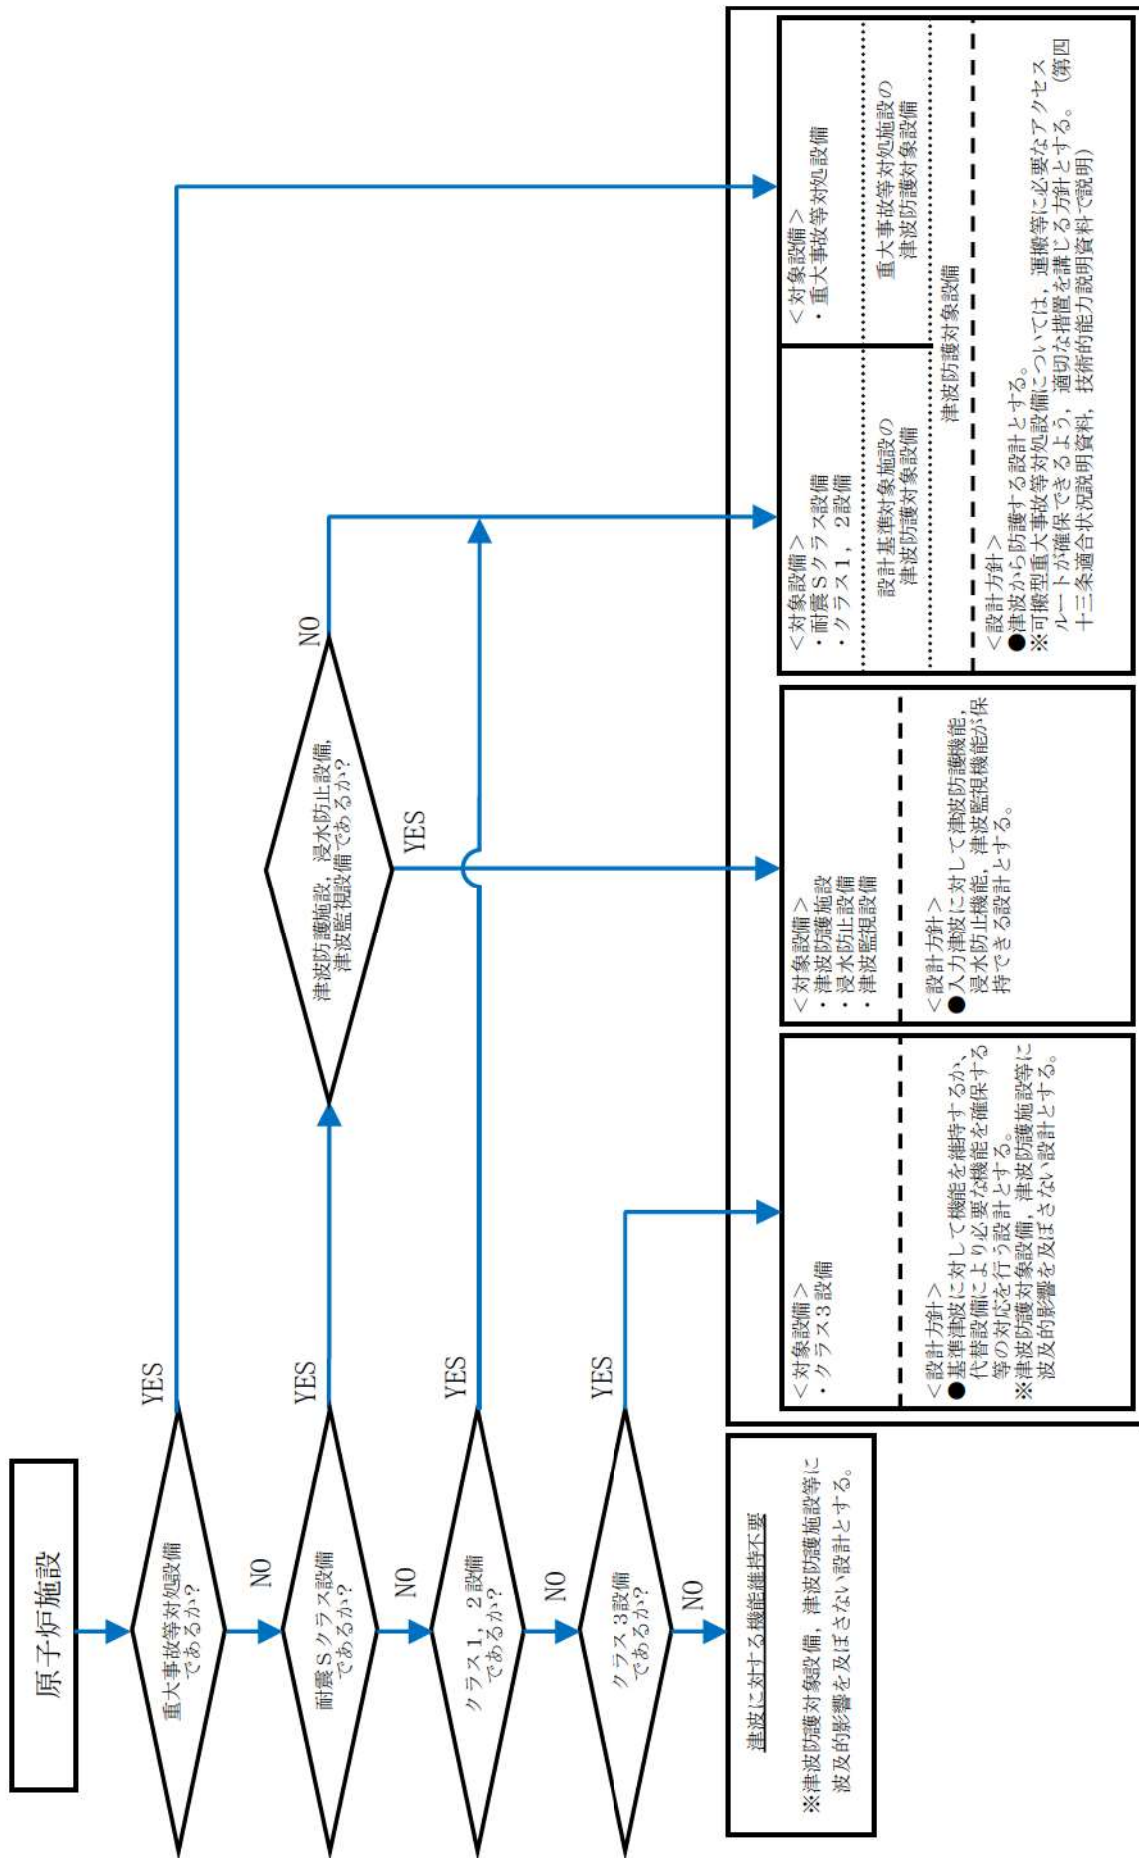 原子炉施設
重大事故等対処設備
であるか?
YES
NO
耐震Sクラス設備
であるか?
YES
NO
津波防護施設，浸水防止設備，
津波監視設備であるか?
NO
YES
クラス1，2設備
であるか?
YES
NO
クラス3設備
であるか?
YES
NO
津波に対する機能維持不要
※津波防護対象設備，津波防護施設等に
波及的影響を及ぼさない設計とする。
＜対象設備＞
・クラス3設備
＜設計方針＞
●基準津波に対して機能を維持するか、
代替設備により必要な機能を確保する
等の対応を行う設計とする。
※津波防護対象設備，津波防護施設等に
波及的影響を及ぼさない設計とする。
＜対象設備＞
・津波防護施設
・浸水防止設備
・津波監視設備
＜設計方針＞
●入力津波に対して津波防護機能，
浸水防止機能，津波監視機能が保
持できる設計とする。
＜対象設備＞
・耐震Sクラス設備
・クラス1，2設備
設計基準対象施設の
津波防護対象設備
＜対象設備＞
・重大事故等対処設備
重大事故等対処施設の
津波防護対象設備
津波防護対象設備
＜設計方針＞
●津波から防護する設計とする。
※可搬型重大事故等対処設備については，運搬等に必要なアクセス
ルートが確保できるよう，適切な措置を講じる方針とする。（第四
十三条適合状況説明資料，技術的能力説明資料で説明）